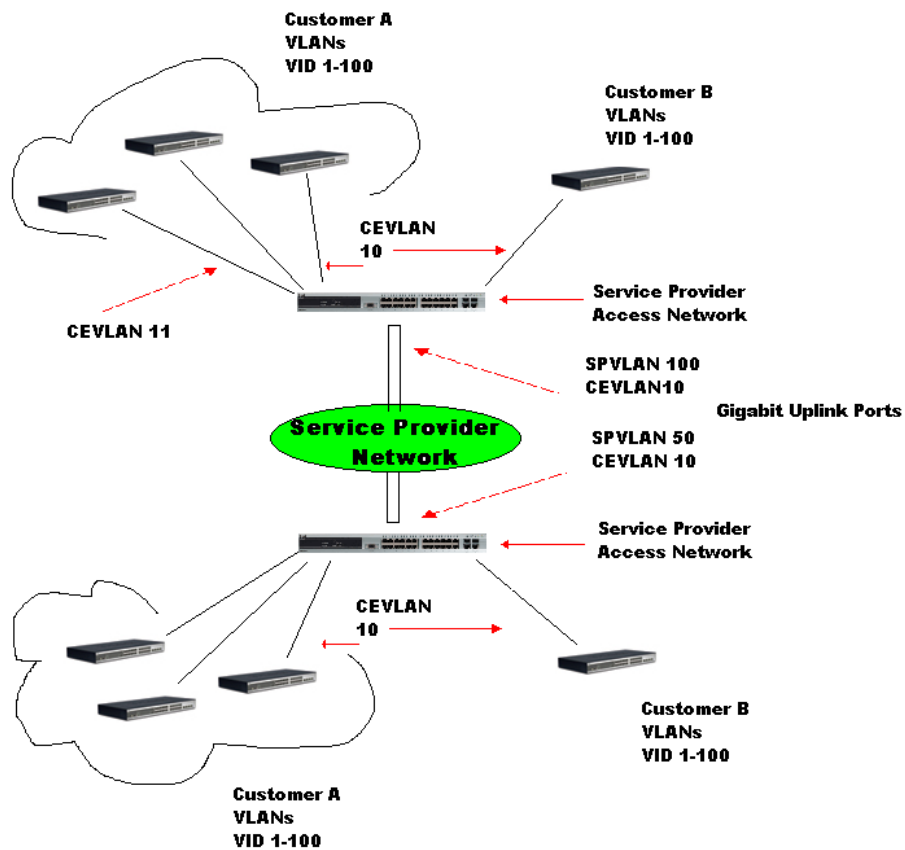 Customer A
VLANs
VID 1-100
Customer B
VLANs
VID 1-100
CEVLAN
10
CEVLAN 11
Service Provider
Access Network
SPVLAN 100
CEVLAN10
Gigabit Uplink Ports
Service Provider
Network
SPVLAN 50
CEVLAN 10
Service Provider
Access Network
CEVLAN
10
Customer B
VLANs
VID 1-100
Customer A
VLANs
VID 1-100